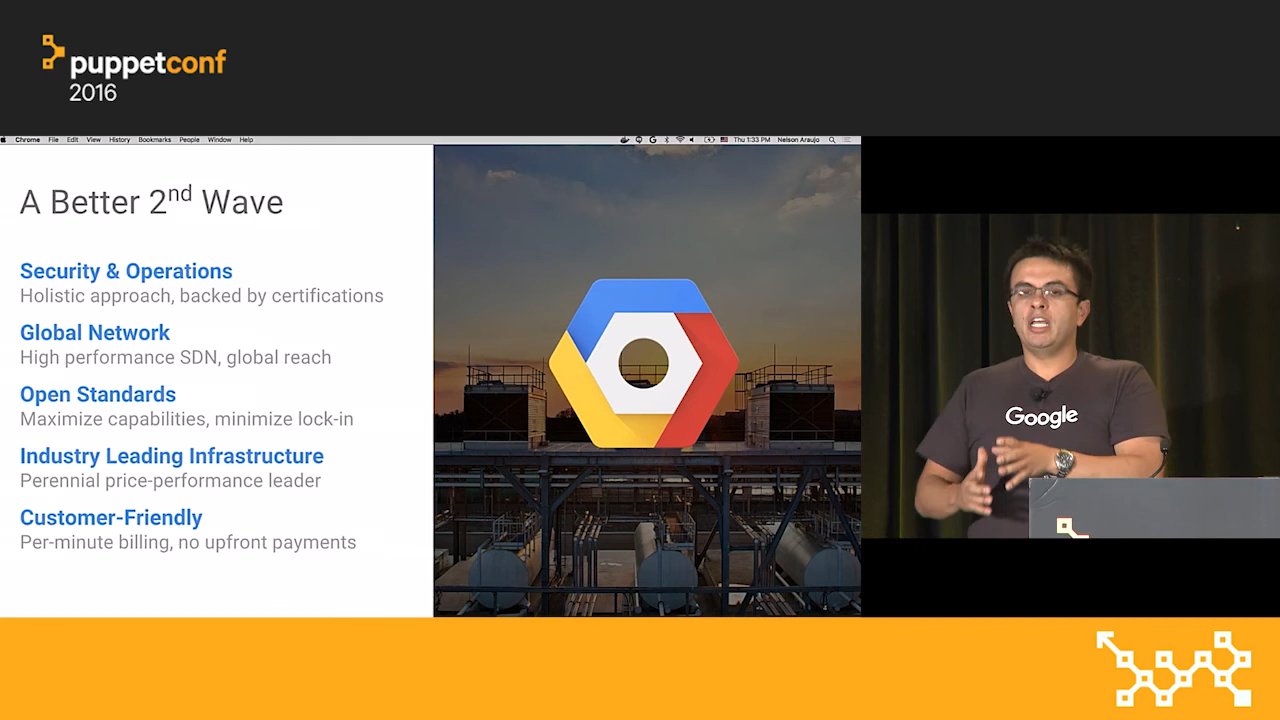 puppetconf
2016
Chrome File Edit View History Bookmarks People Window Help
Thu 1:33 PM Nelson Araujo
A Better 2nd Wave
Security & Operations
Holistic approach, backed by certifications
Global Network
High performance SDN, global reach
Open Standards
Maximize capabilities, minimize lock-in
Industry Leading Infrastructure
Perennial price-performance leader
Customer-Friendly
Per-minute billing, no upfront payments
Google